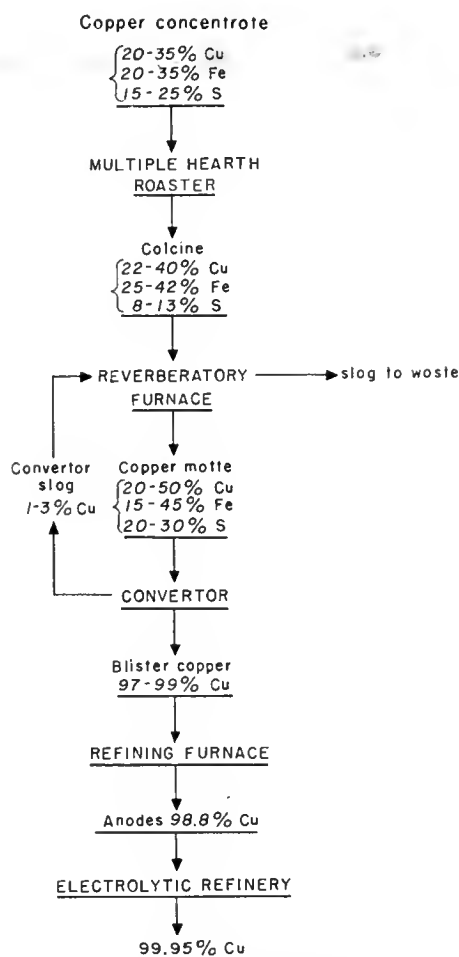 Copper concentrote
20-35% Cu
20-35% Fe
15-25% S
MULTIPLE HEARTH
ROASTER
Colcine
22-40% Cu
25-42% Fe
8-13% S
REVERBERATORY
FURNACE
slog to woste
Convertor
slog
1-3% Cu
Copper motte
20-50% Cu
15-45% Fe
20-30% S
CONVERTOR
Blister copper
97-99% Cu
REFINING FURNACE
Anodes 98.8% Cu
ELECTROLYTIC REFINERY
99.95% Cu